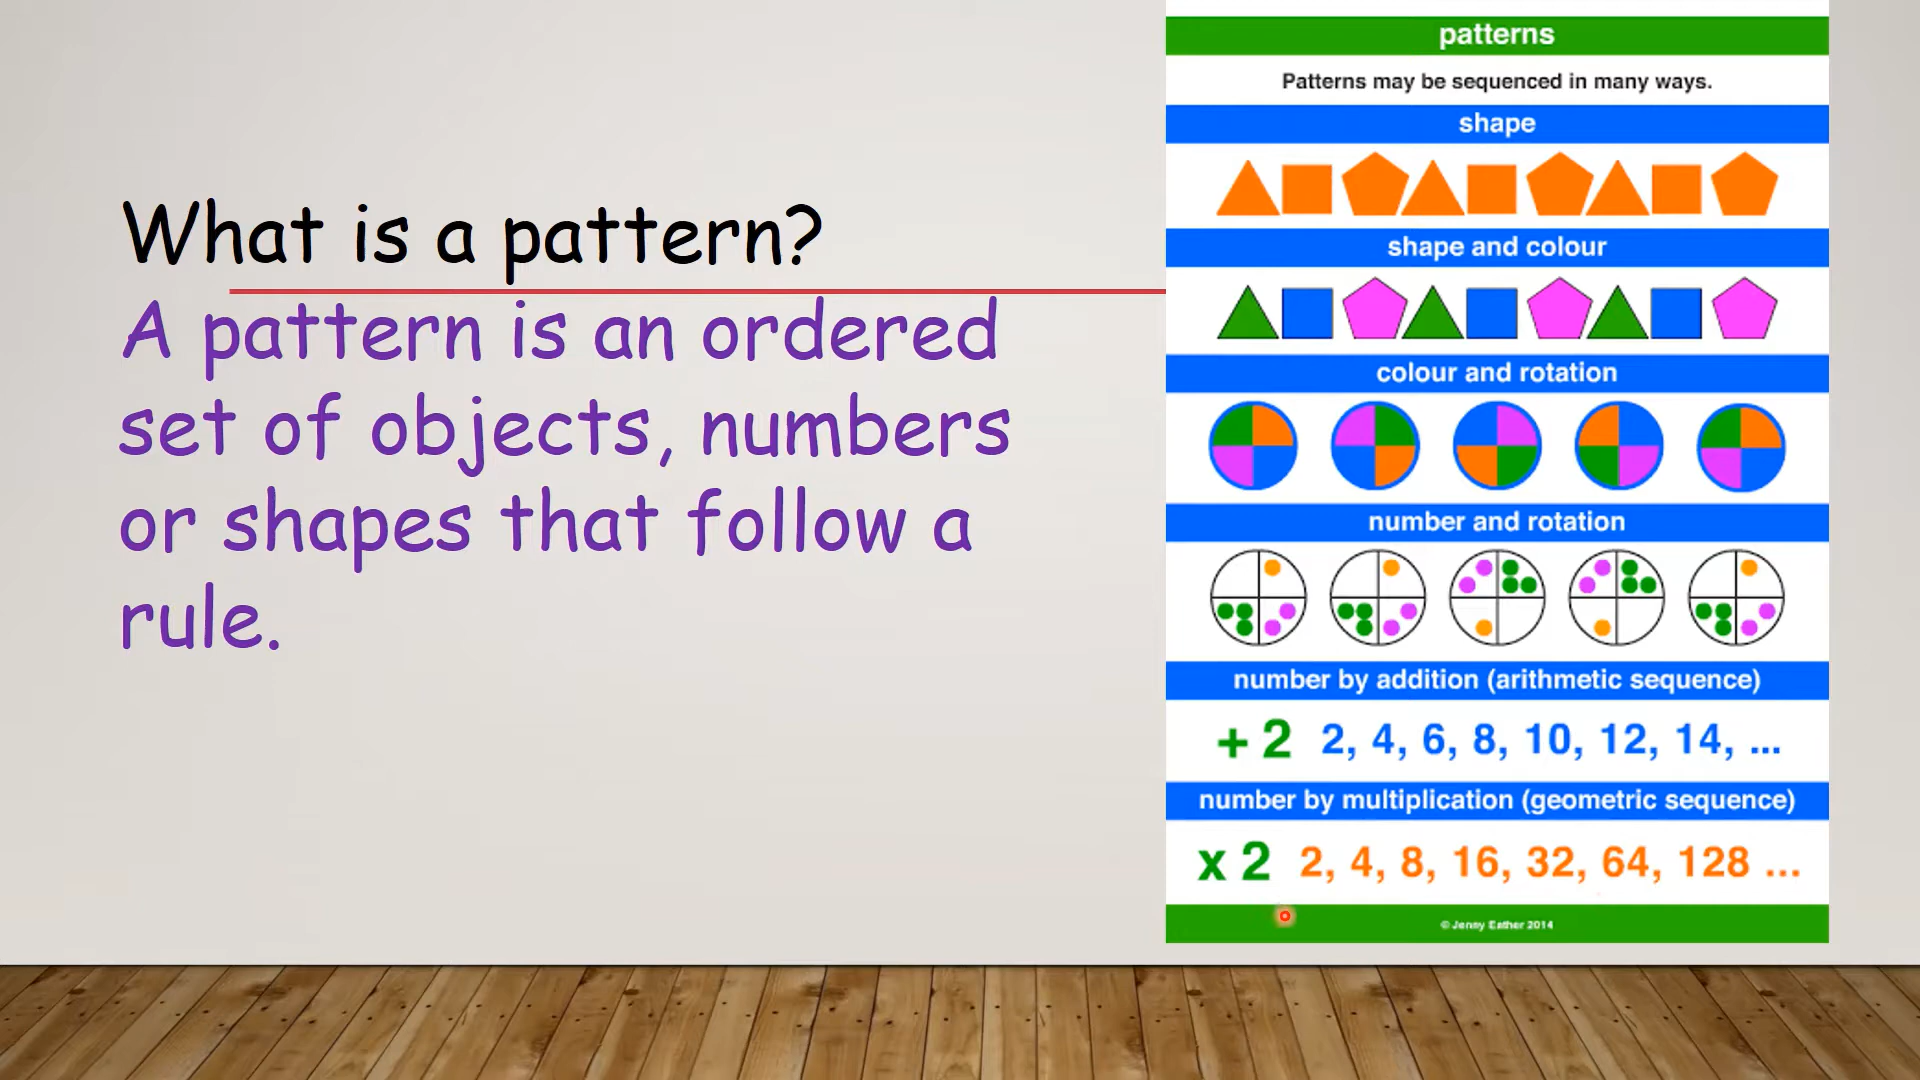 What is a pattern?
A pattern is an ordered
set of objects, numbers
or shapes that follow a
rule.
patterns
Patterns may be sequenced in many ways.
shape
shape and colour
colour and rotation
number and rotation
number by addition (arithmetic sequence)
+ 2 2, 4, 6, 8, 10, 12, 14, ...
number by multiplication (geometric sequence)
x 2 2, 4, 8, 16, 32, 64, 128 ...
© Jenny Eather 2014